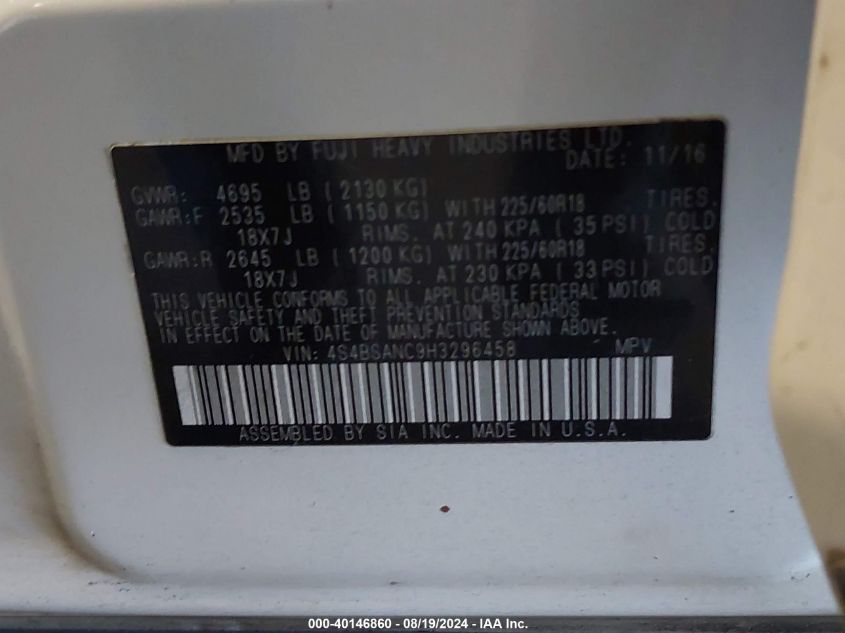 MFD BY FUJI HEAVY INDUSTRIES LTD.
DATE: 11/16
GVWR: 4695 LB ( 2130 KG)
GAWR:F 2535 LB ( 1150 KG) WITH 225/60R18 TIRES.
18X7J RIMS. AT 240 KPA ( 35 PSI) COLD
GAWR:R 2645 LB ( 1200 KG) WITH 225/60R18 TIRES.
18X7J RIMS. AT 230 KPA ( 33 PSI) COLD
THIS VEHICLE CONFORMS TO ALL APPLICABLE FEDERAL MOTOR
VEHICLE SAFETY AND THEFT PREVENTION STANDARDS
IN EFFECT ON THE DATE OF MANUFACTURE SHOWN ABOVE.
VIN: 4S4BSANC9H3296458 MPV
ASSEMBLED BY SIA INC. MADE IN U.S.A.
000-40146860 - 08/19/2024 - IAA Inc.